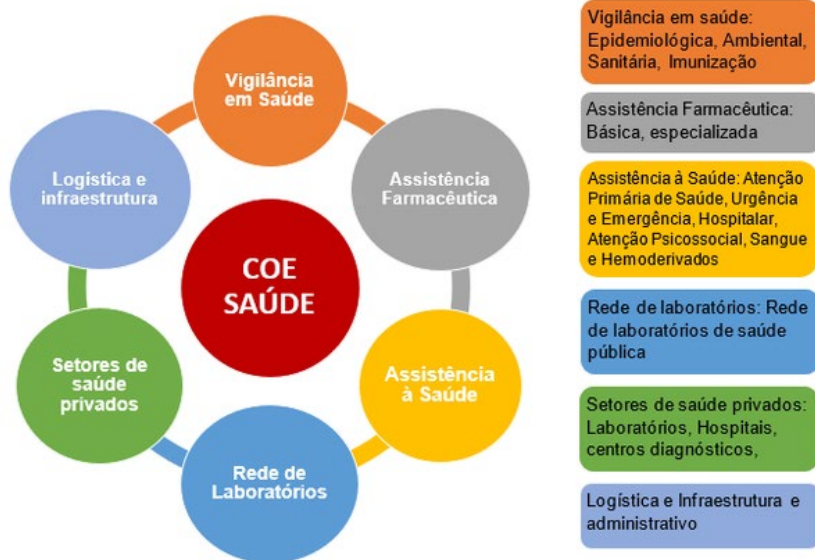 Vigilância
em Saúde
Assistência
Farmacêutica
Assistência
à Saúde
Rede de
Laboratórios
Setores de
saúde
privados
Logística e
infraestrutura
COE
SAÚDE
Vigilância em saúde:
Epidemiológica, Ambiental,
Sanitária, Imunização
Assistência Farmacêutica:
Básica, especializada
Assistência à Saúde: Atenção
Primária de Saúde, Urgência
e Emergência, Hospitalar,
Atenção Psicossocial, Sangue
e Hemoderivados
Rede de laboratórios: Rede
de laboratórios de saúde
pública
Setores de saúde privados:
Laboratórios, Hospitais,
centros diagnósticos,
Logística e Infraestrutura e
administrativo